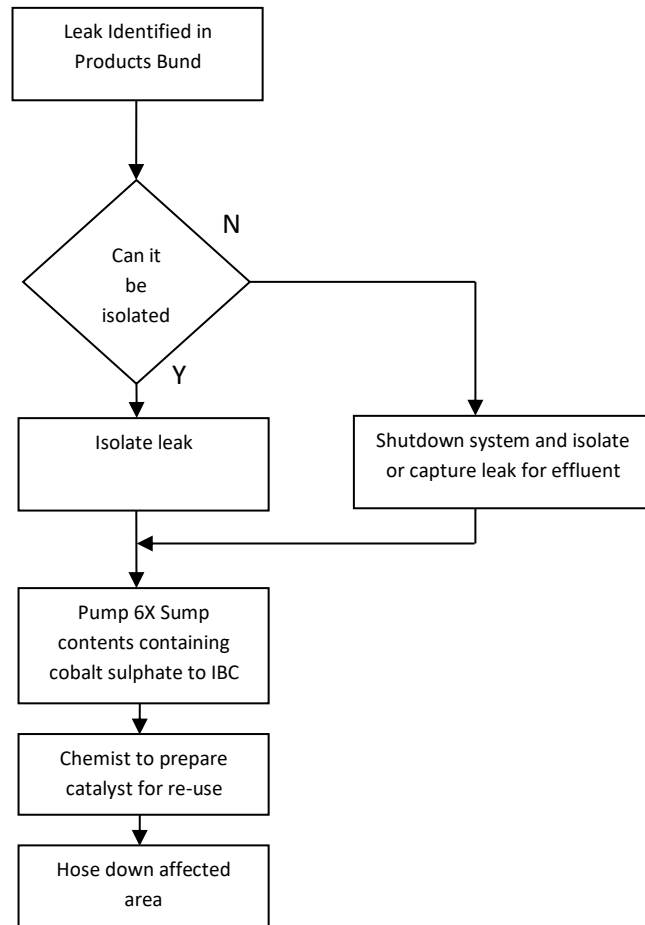 Leak Identified in
Products Bund
N
Can it
be
isolated
Y
Isolate leak
Shutdown system and isolate
or capture leak for effluent
Pump 6X Sump
contents containing
cobalt sulphate to IBC
Chemist to prepare
catalyst for re-use
Hose down affected
area